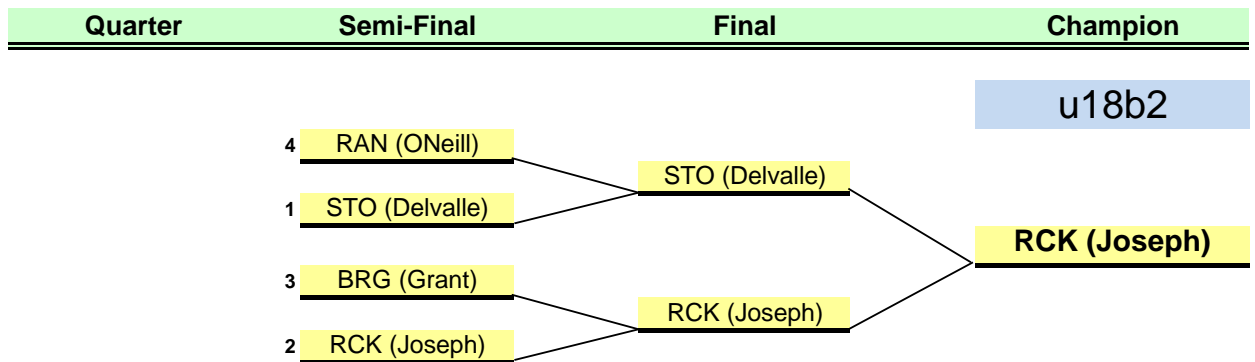 Quarter Semi-Final Final Champion
u18b2
4 RAN (ONeill)
STO (Delvalle)
1 STO (Delvalle)
RCK (Joseph)
3 BRG (Grant)
RCK (Joseph)
2 RCK (Joseph)